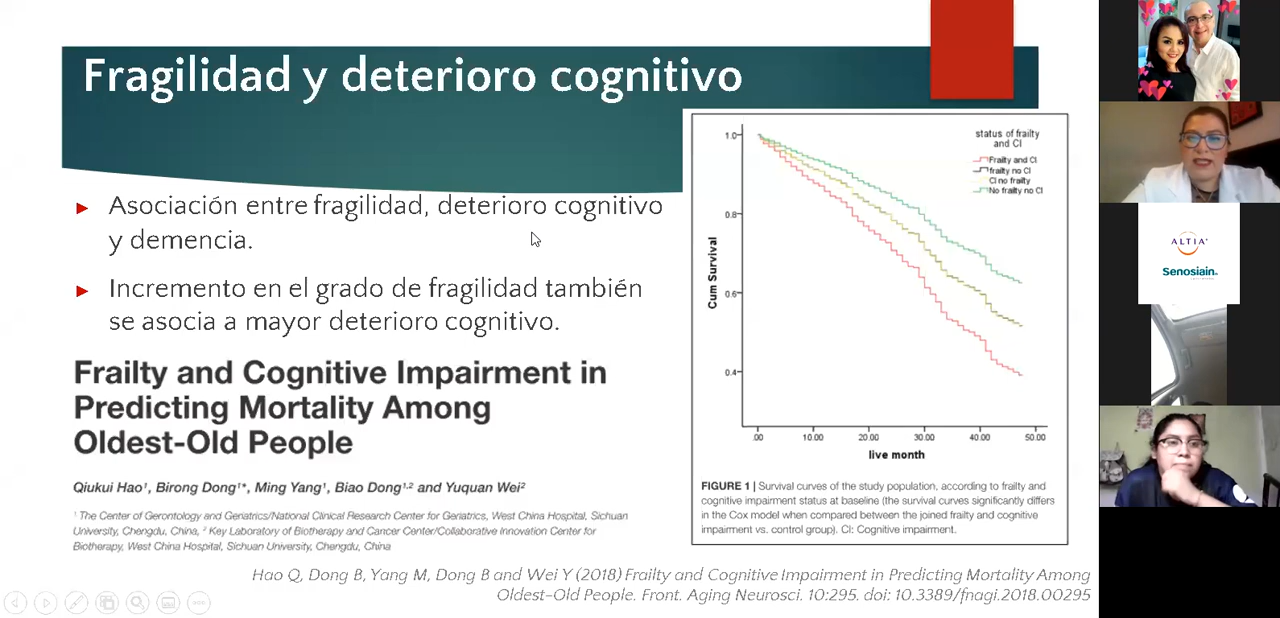 Fragilidad y deterioro cognitivo
Asociación entre fragilidad, deterioro cognitivo
y demencia.
Incremento en el grado de fragilidad también
se asocia a mayor deterioro cognitivo.
Frailty and Cognitive Impairment in
Predicting Mortality Among
Oldest-Old People
Qiukui Hao¹, Birong Dong¹*, Ming Yang¹, Biao Dong¹,² and Yuquan Wei²
¹ The Center of Gerontology and Geriatrics/National Clinical Research Center for Geriatrics, West China Hospital, Sichuan
University, Chengdu, China, ² Key Laboratory of Biotherapy and Cancer Center/Collaborative Innovation Center for
Biotherapy, West China Hospital, Sichuan University, Chengdu, China
status of frailty
and CI
Frailty and CI
frailty no CI
CI no frailty
No frailty no CI
Cum Survival
1.0
0.8
0.6
0.4
.00 10.00 20.00 30.00 40.00 50.00
live month
FIGURE 1 | Survival curves of the study population, according to frailty and
cognitive impairment status at baseline (the survival curves significantly differs
in the Cox model when compared between the joined frailty and cognitive
impairment vs. control group). CI: Cognitive impairment.
Hao Q, Dong B, Yang M, Dong B and Wei Y (2018) Frailty and Cognitive Impairment in Predicting Mortality Among
Oldest-Old People. Front. Aging Neurosci. 10:295. doi: 10.3389/fnagi.2018.00295
ALTIA
Senosiain